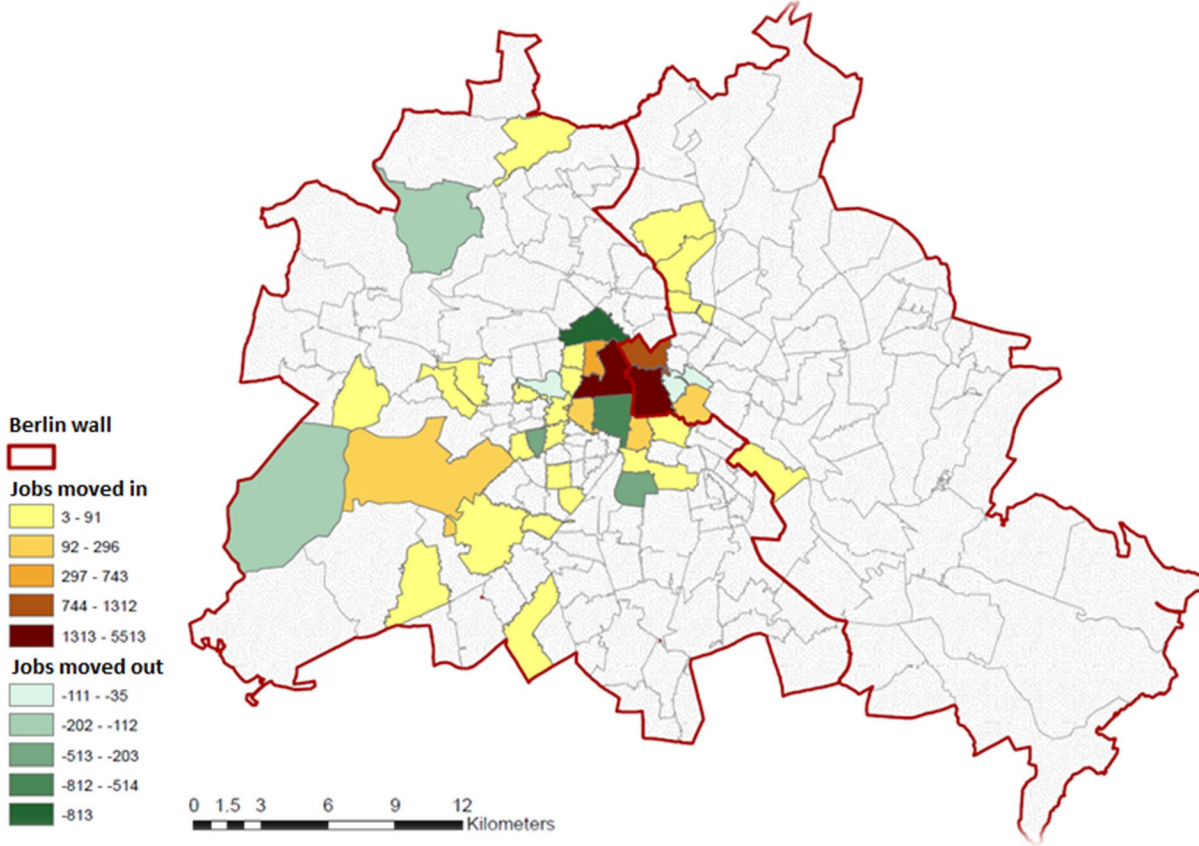 Berlin wall
Jobs moved in
3 - 91
92 - 296
297 - 743
744 - 1312
1313 - 5513
Jobs moved out
-111 - -35
-202 - -112
-513 - -203
-812 - -514
-813
0 1.5 3 6 9 12
Kilometers